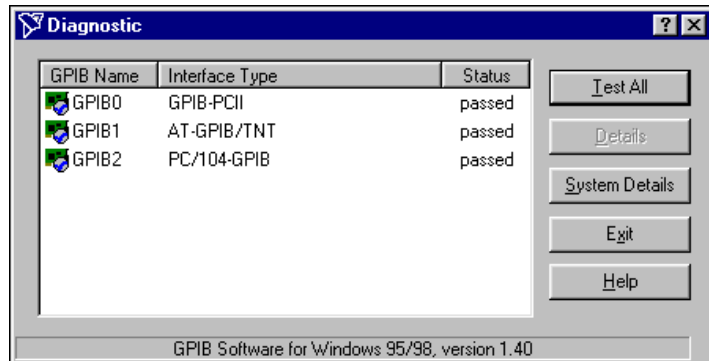 Diagnostic
GPIB Name Interface Type Status
GPIB0 GPIB-PCII passed
GPIB1 AT-GPIB/TNT passed
GPIB2 PC/104-GPIB passed
Test All
Details
System Details
Exit
Help
GPIB Software for Windows 95/98, version 1.40